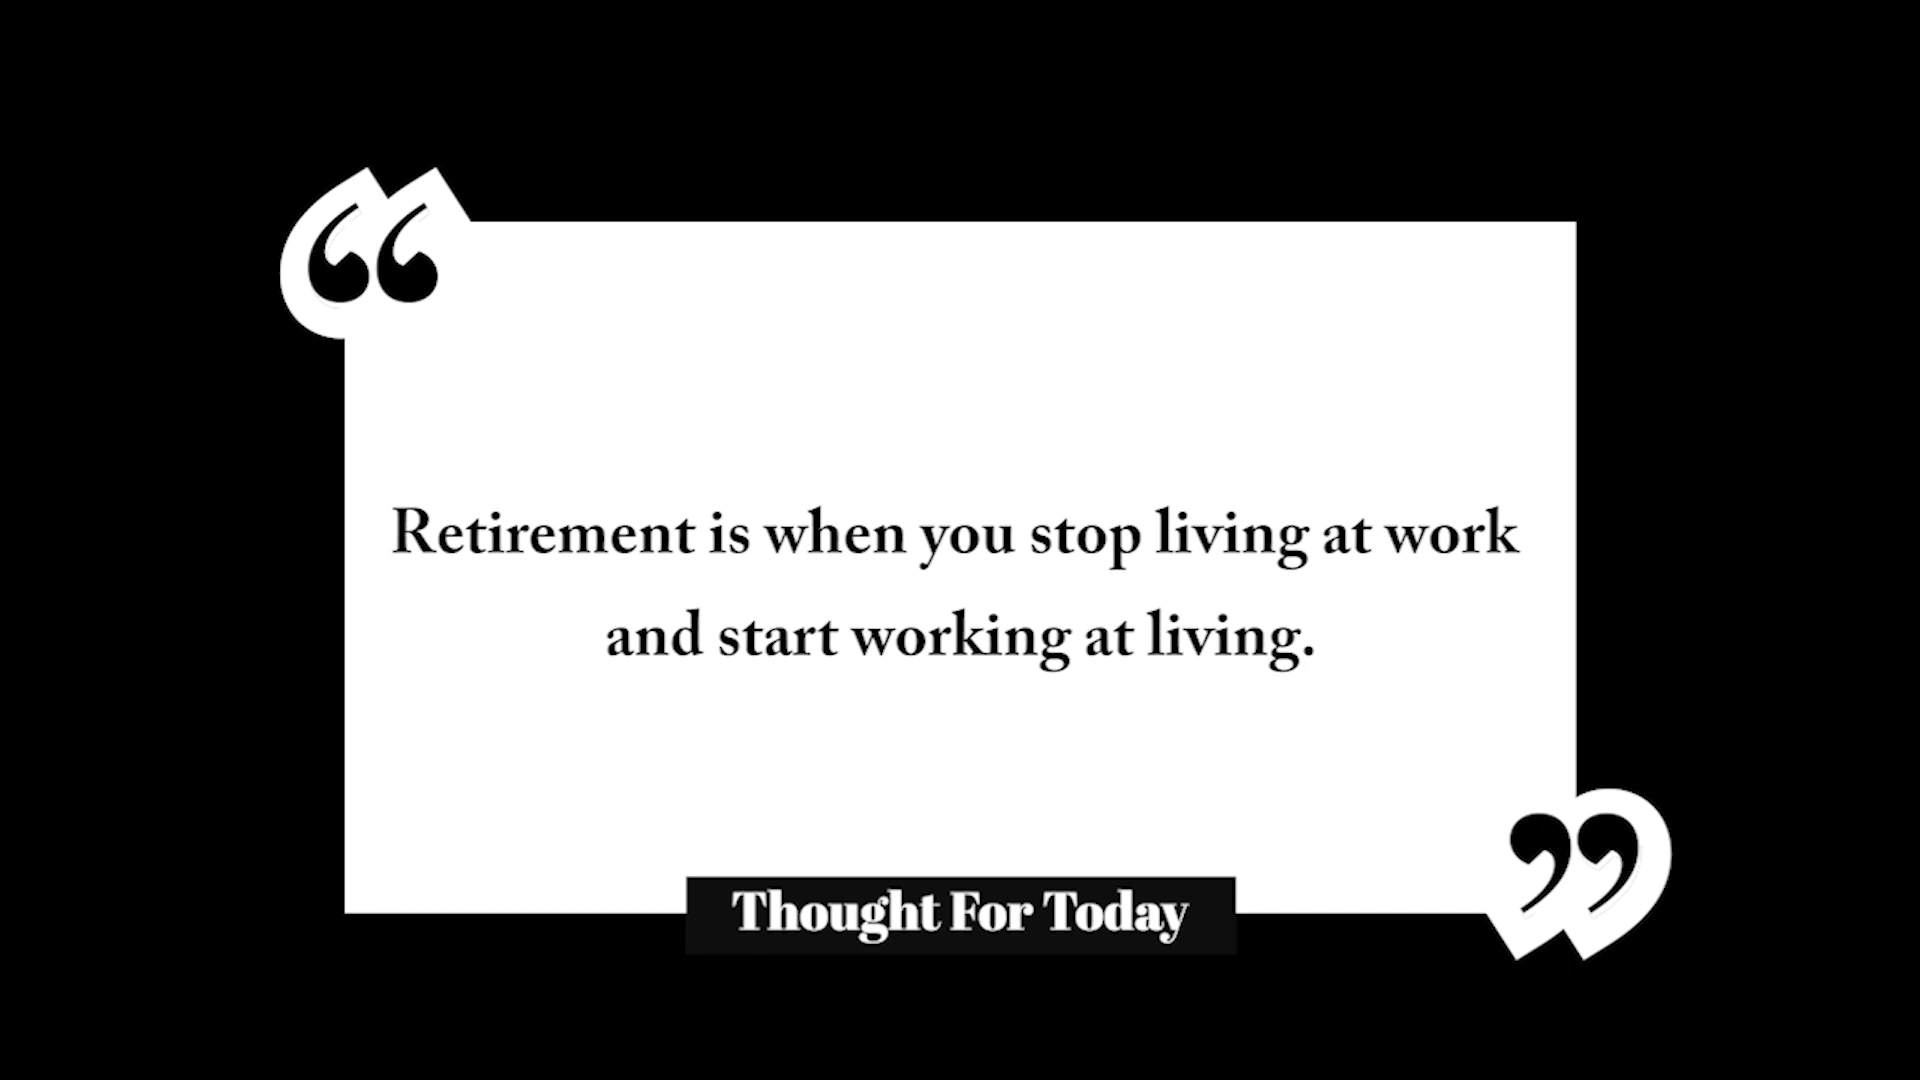 “
Retirement is when you stop living at work
and start working at living.
”
Thought For Today